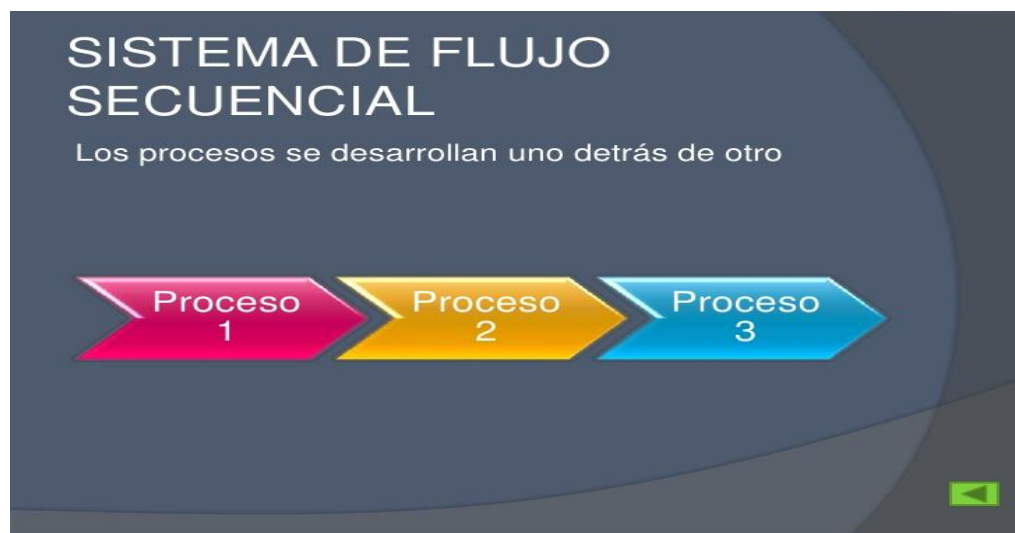 SISTEMA DE FLUJO
SECUENCIAL
Los procesos se desarrollan uno detrás de otro
Proceso
1
Proceso
2
Proceso
3